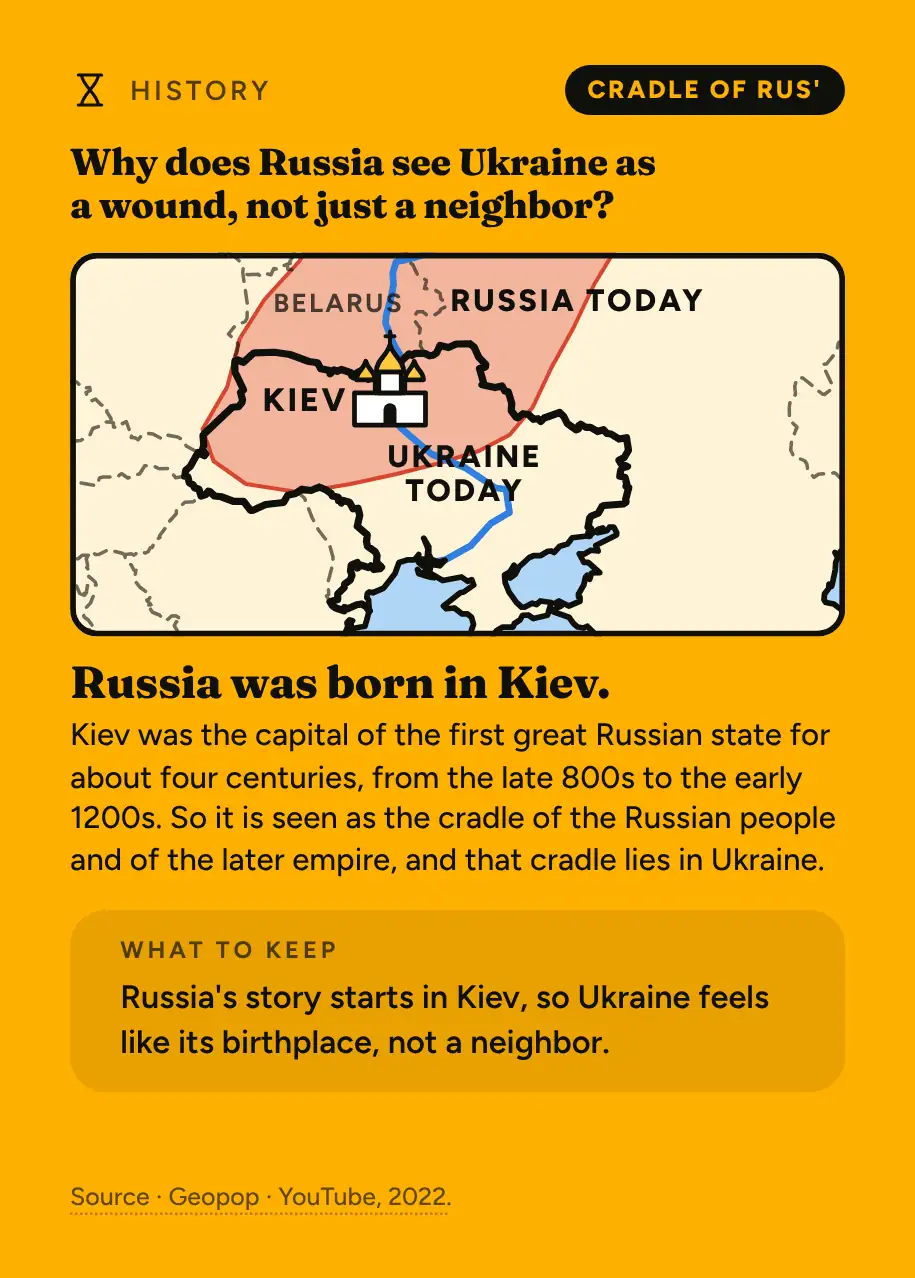 HISTORY
CRADLE OF RUS'
Why does Russia see Ukraine as
a wound, not just a neighbor?
BELARUS
RUSSIA TODAY
KIEV
UKRAINE
TODAY
Russia was born in Kiev.
Kiev was the capital of the first great Russian state for
about four centuries, from the late 800s to the early
1200s. So it is seen as the cradle of the Russian people
and of the later empire, and that cradle lies in Ukraine.
WHAT TO KEEP
Russia's story starts in Kiev, so Ukraine feels
like its birthplace, not a neighbor.
Source · Geopop · YouTube, 2022.